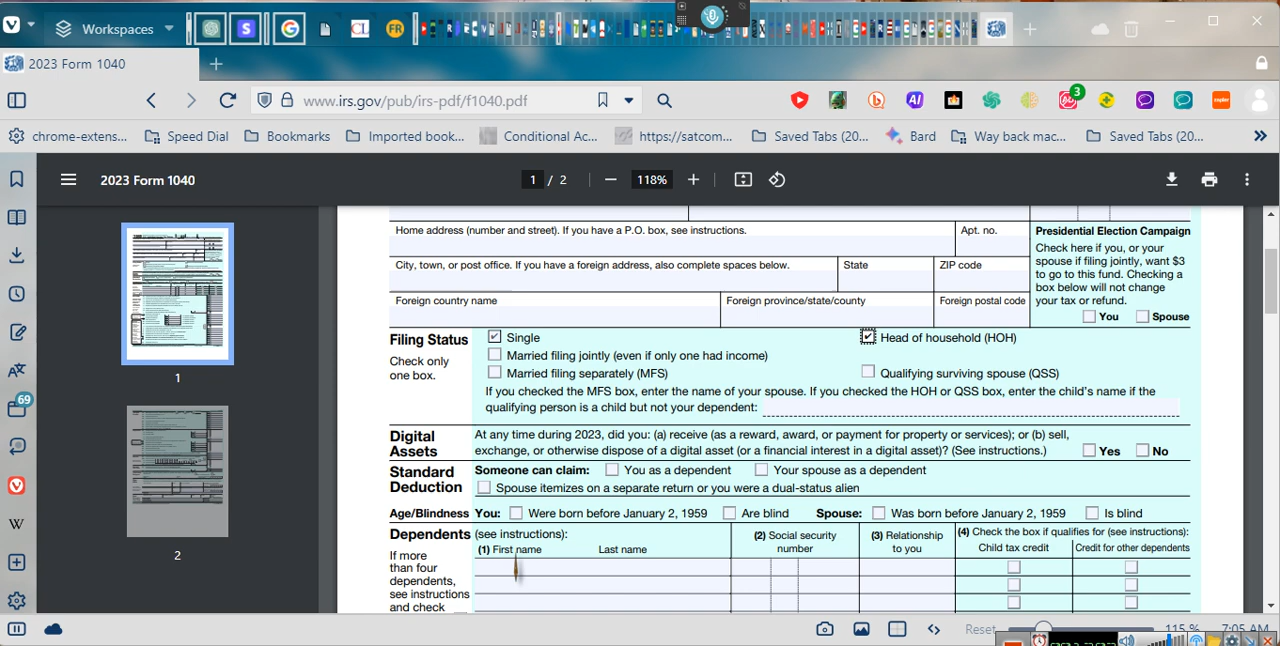 Workspaces
CL
FR
2023 Form 1040
www.irs.gov/pub/irs-pdf/f1040.pdf
AI
3
chrome-extens...
Speed Dial
Bookmarks
Imported book...
Conditional Ac...
https://satcom...
Saved Tabs (20...
Bard
Way back mac...
Saved Tabs (20...
2023 Form 1040
1 / 2
118%
Home address (number and street). If you have a P.O. box, see instructions.
Apt. no.
Presidential Election Campaign
Check here if you, or your
spouse if filing jointly, want $3
to go to this fund. Checking a
box below will not change
your tax or refund.
You
Spouse
City, town, or post office. If you have a foreign address, also complete spaces below.
State
ZIP code
Foreign country name
Foreign province/state/county
Foreign postal code
Filing Status
Check only
one box.
Single
Head of household (HOH)
Married filing jointly (even if only one had income)
Married filing separately (MFS)
Qualifying surviving spouse (QSS)
If you checked the MFS box, enter the name of your spouse. If you checked the HOH or QSS box, enter the child's name if the
qualifying person is a child but not your dependent:
Digital
Assets
At any time during 2023, did you: (a) receive (as a reward, award, or payment for property or services); or (b) sell,
exchange, or otherwise dispose of a digital asset (or a financial interest in a digital asset)? (See instructions.)
Yes
No
Standard
Deduction
Someone can claim:
You as a dependent
Your spouse as a dependent
Spouse itemizes on a separate return or you were a dual-status alien
Age/Blindness
You:
Were born before January 2, 1959
Are blind
Spouse:
Was born before January 2, 1959
Is blind
Dependents (see instructions):
(1) First name
Last name
(2) Social security
number
(3) Relationship
to you
(4) Check the box if qualifies for (see instructions):
Child tax credit
Credit for other dependents
If more
than four
dependents,
see instructions
and check
1
2
69
W
Reset
115 %
7:05 AM